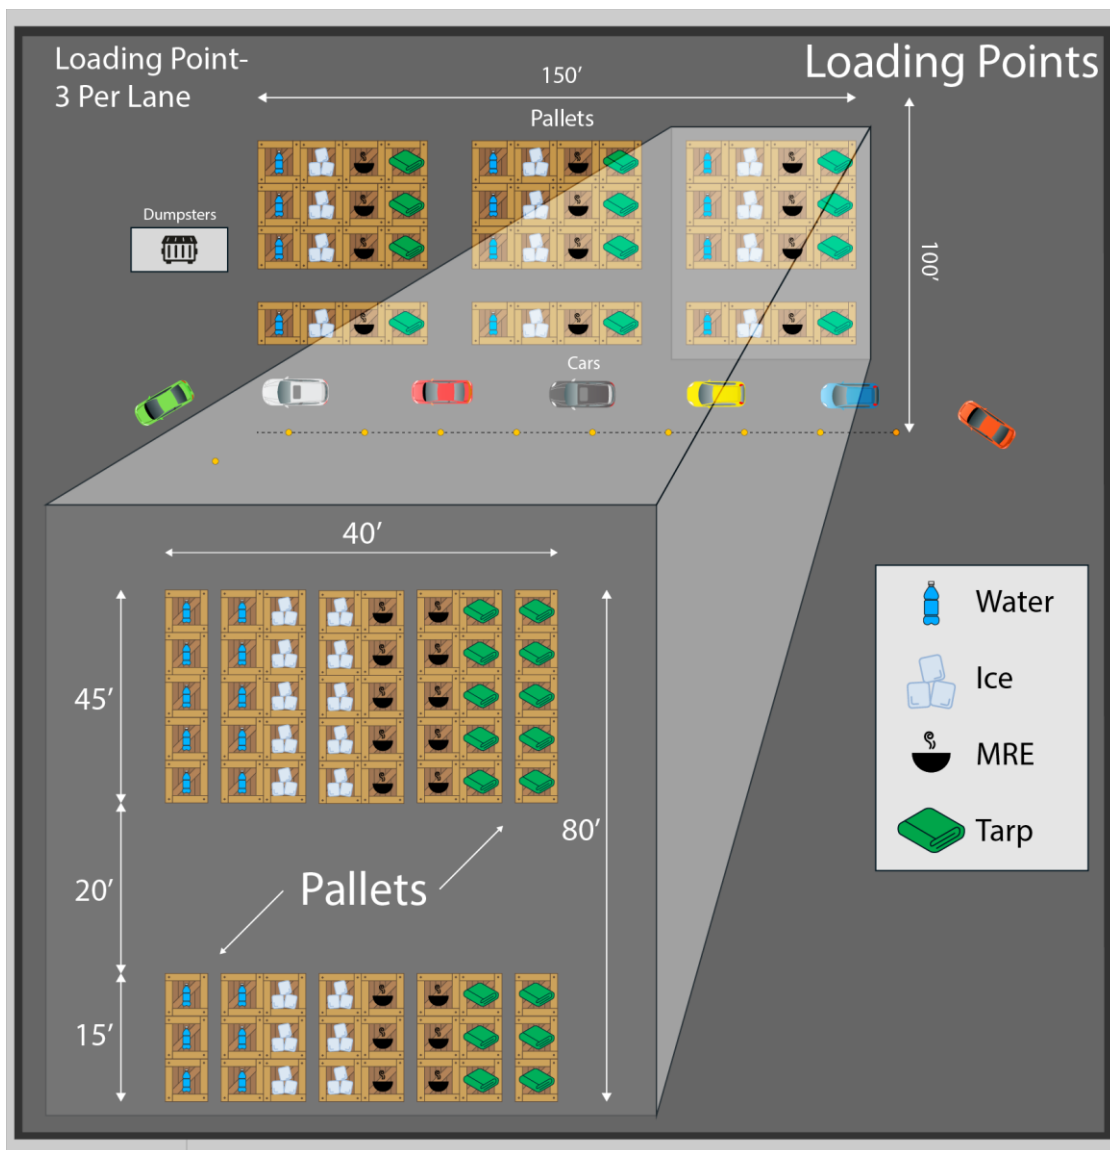 Loading Point-
3 Per Lane
Loading Points
150’
Pallets
100’
Dumpsters
Cars
40’
45’
80’
20’
Pallets
15’
Water
Ice
MRE
Tarp